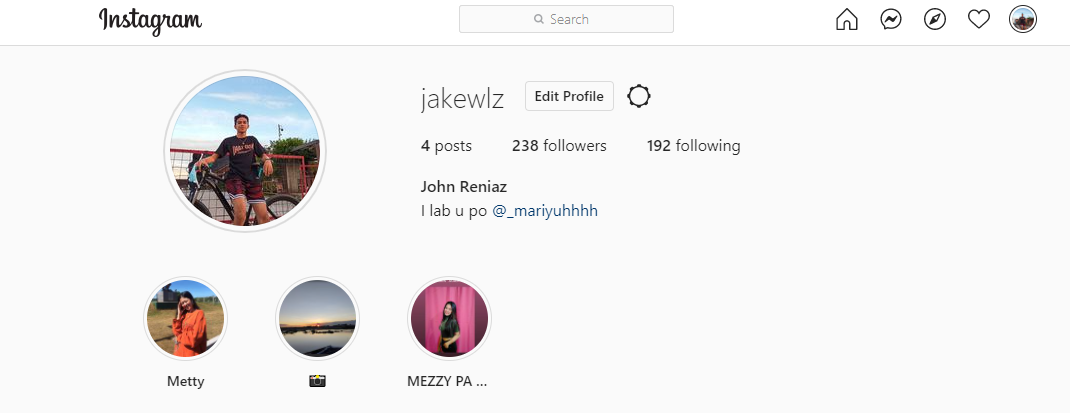 Instagram
Search
jakewlz
Edit Profile
4 posts
238 followers
192 following
John Reniaz
I lab u po @_mariyuhhhh
Metty
MEZZY PA ...